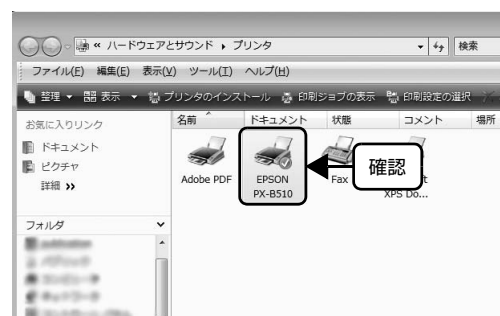 « ハードウェアとサウンド ▸ プリンタ
検索
ファイル(F) 編集(E) 表示(V) ツール(T) ヘルプ(H)
整理 表示 プリンタのインストール 印刷ジョブの表示 印刷設定の選択
お気に入りリンク
ドキュメント
ピクチャ
詳細 »
フォルダ
名前 ドキュメント 状態 コメント 場所
Adobe PDF
EPSON
PX-B510
Fax
XPS Do...
確認